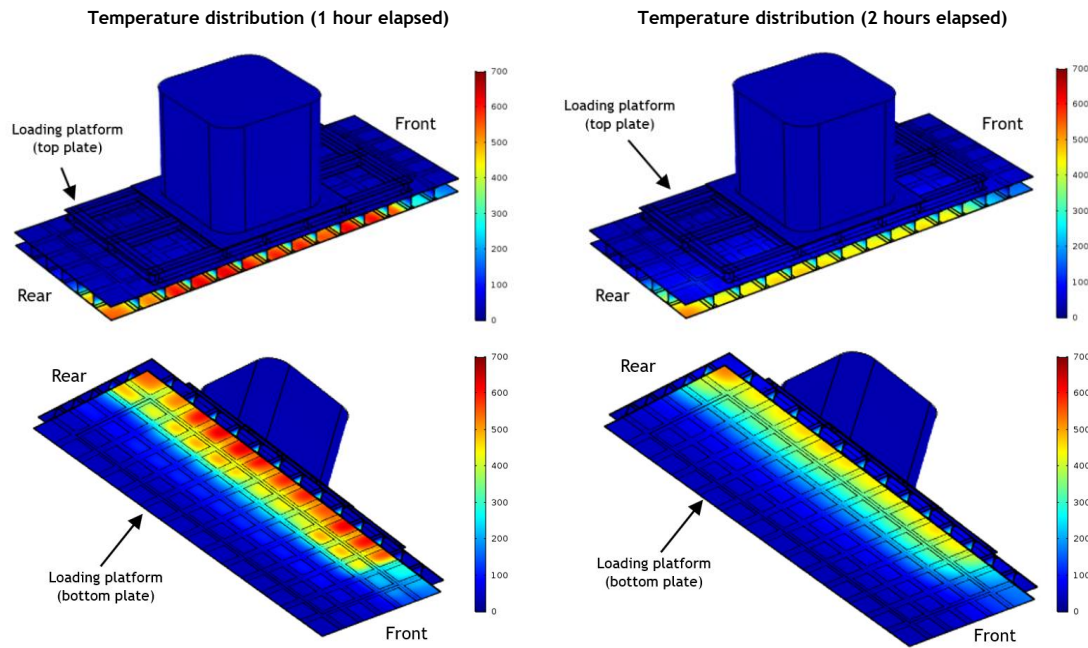 Temperature distribution (1 hour elapsed)
Temperature distribution (2 hours elapsed)
Loading platform
(top plate)
Front
Rear
700
600
500
400
300
200
100
0
Loading platform
(top plate)
Front
Rear
700
600
500
400
300
200
100
0
Rear
Loading platform
(bottom plate)
Front
700
600
500
400
300
200
100
0
Rear
Loading platform
(bottom plate)
Front
700
600
500
400
300
200
100
0